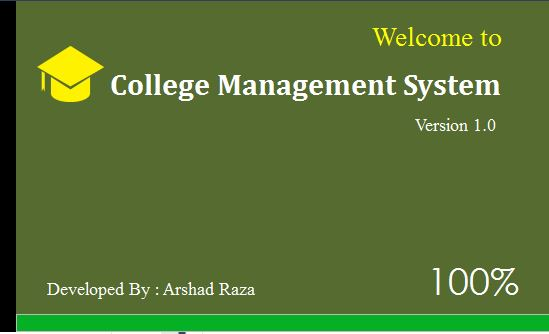 Welcome to
College Management System
Version 1.0
Developed By : Arshad Raza
100%